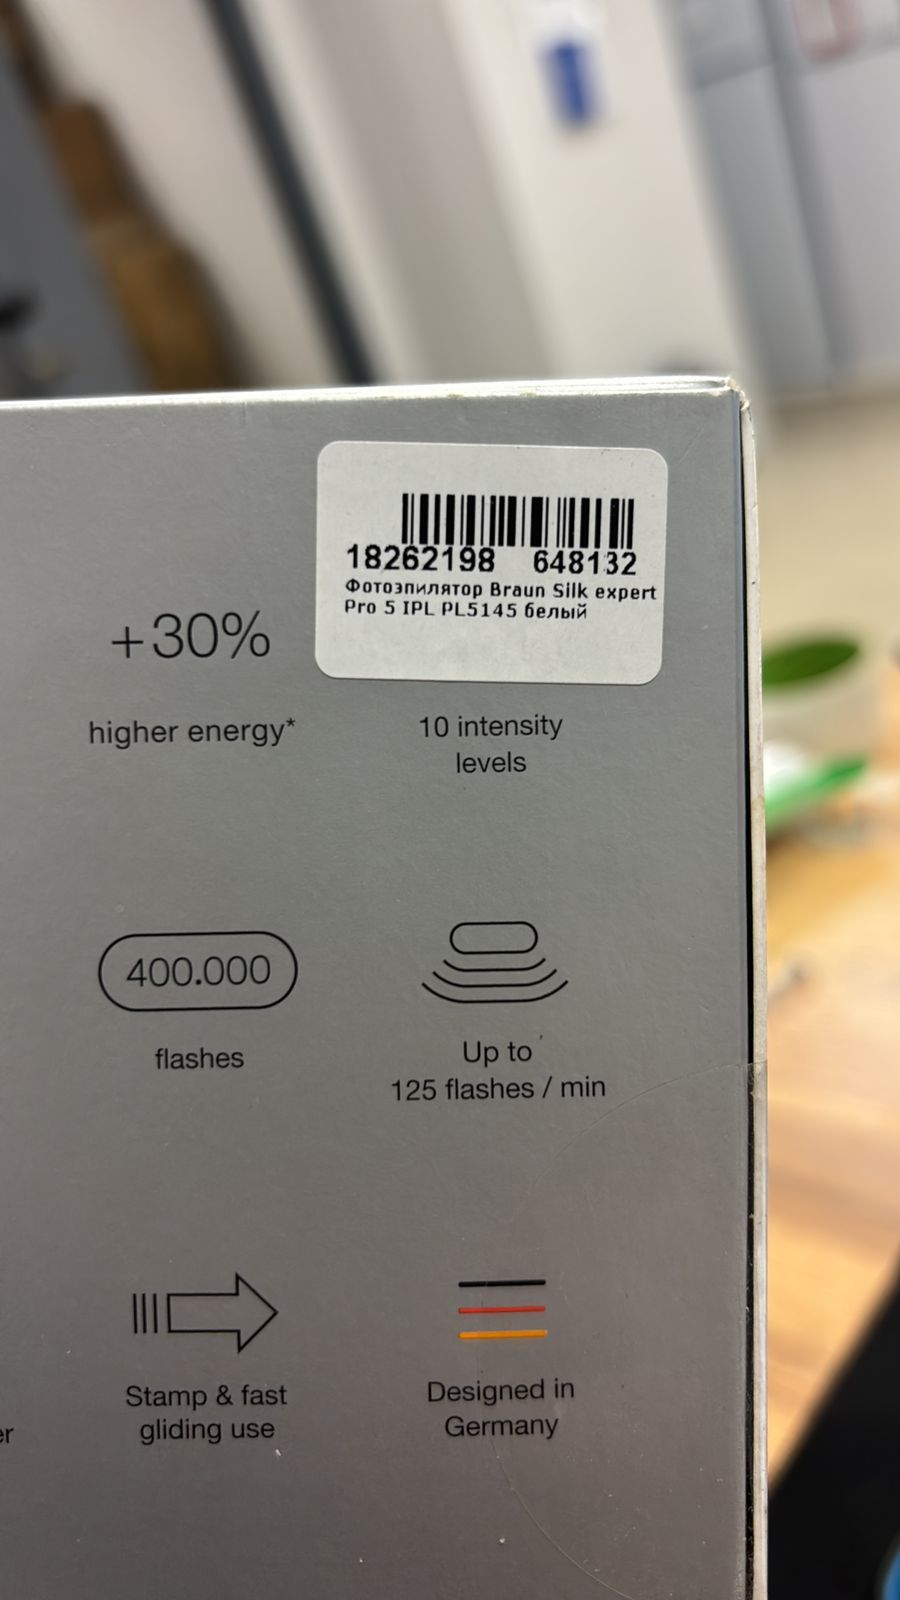 18262198 648132
Фотоэпилятор Braun Silk expert
Pro 5 IPL PL5145 белый
+30%
higher energy*
10 intensity
levels
400.000
flashes
Up to
125 flashes / min
Stamp & fast
gliding use
Designed in
Germany
er